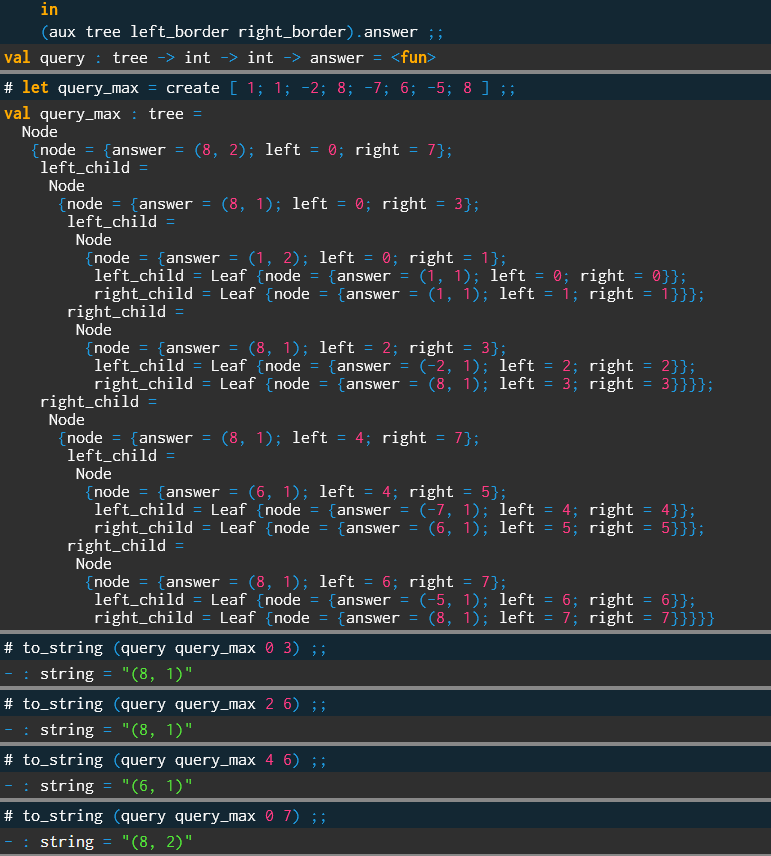 in
(aux tree left_border right_border).answer ;;
val query : tree -> int -> int -> answer = <fun>
# let query_max = create [ 1; 1; -2; 8; -7; 6; -5; 8 ] ;;
val query_max : tree =
Node
{node = {answer = (8, 2); left = 0; right = 7};
left_child =
Node
{node = {answer = (8, 1); left = 0; right = 3};
left_child =
Node
{node = {answer = (1, 2); left = 0; right = 1};
left_child = Leaf {node = {answer = (1, 1); left = 0; right = 0}};
right_child = Leaf {node = {answer = (1, 1); left = 1; right = 1}}};
right_child =
Node
{node = {answer = (8, 1); left = 2; right = 3};
left_child = Leaf {node = {answer = (-2, 1); left = 2; right = 2}};
right_child = Leaf {node = {answer = (8, 1); left = 3; right = 3}}}};
right_child =
Node
{node = {answer = (8, 1); left = 4; right = 7};
left_child =
Node
{node = {answer = (6, 1); left = 4; right = 5};
left_child = Leaf {node = {answer = (-7, 1); left = 4; right = 4}};
right_child = Leaf {node = {answer = (6, 1); left = 5; right = 5}}};
right_child =
Node
{node = {answer = (8, 1); left = 6; right = 7};
left_child = Leaf {node = {answer = (-5, 1); left = 6; right = 6}};
right_child = Leaf {node = {answer = (8, 1); left = 7; right = 7}}}}}
# to_string (query query_max 0 3) ;;
- : string = "(8, 1)"
# to_string (query query_max 2 6) ;;
- : string = "(8, 1)"
# to_string (query query_max 4 6) ;;
- : string = "(6, 1)"
# to_string (query query_max 0 7) ;;
- : string = "(8, 2)"